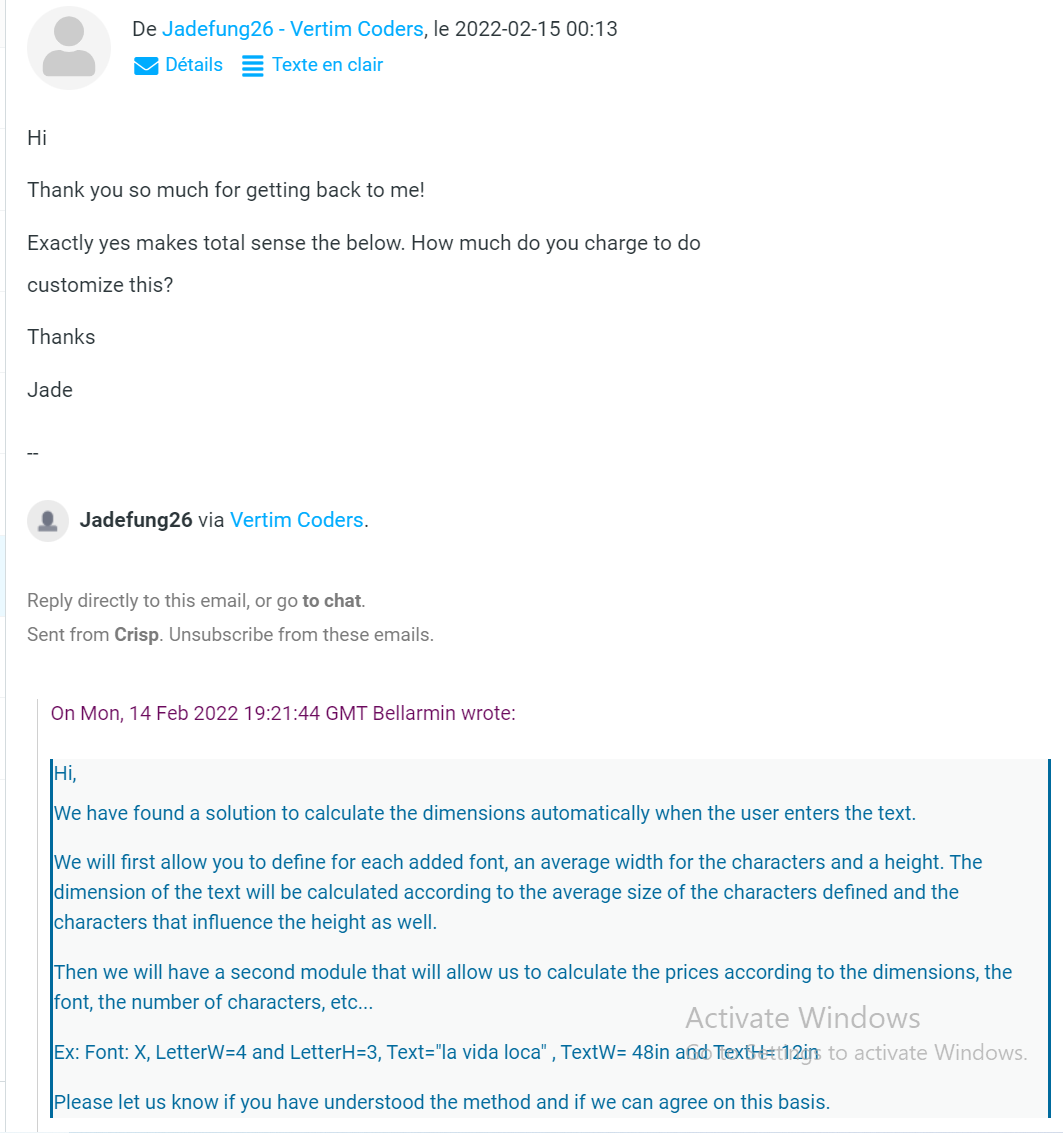 De Jadefung26 - Vertim Coders, le 2022-02-15 00:13
Détails Texte en clair
Hi
Thank you so much for getting back to me!
Exactly yes makes total sense the below. How much do you charge to do
customize this?
Thanks
Jade
--
Jadefung26 via Vertim Coders.
Reply directly to this email, or go to chat.
Sent from Crisp. Unsubscribe from these emails.
On Mon, 14 Feb 2022 19:21:44 GMT Bellarmin wrote:
Hi,
We have found a solution to calculate the dimensions automatically when the user enters the text.
We will first allow you to define for each added font, an average width for the characters and a height. The
dimension of the text will be calculated according to the average size of the characters defined and the
characters that influence the height as well.
Then we will have a second module that will allow us to calculate the prices according to the dimensions, the
font, the number of characters, etc...
Activate Windows
Ex: Font: X, LetterW=4 and LetterH=3, Text="la vida loca" , TextW= 48in and TextH= 12in
Go to Settings to activate Windows.
Please let us know if you have understood the method and if we can agree on this basis.